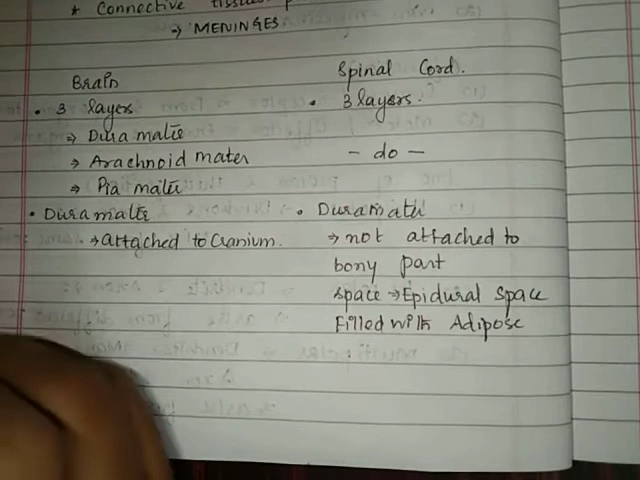 * Connective tissue
→ MENINGES.
Brain
Spinal Cord.
• 3 layers
• 3 layers.
⇒ Dura mater
→ Arachnoid mater
- do -
→ Pia mater
• Dura mater
• Dura mater
→ attached to Cranium.
→ not attached to
bony part
space → Epidural space
Filled with Adipose